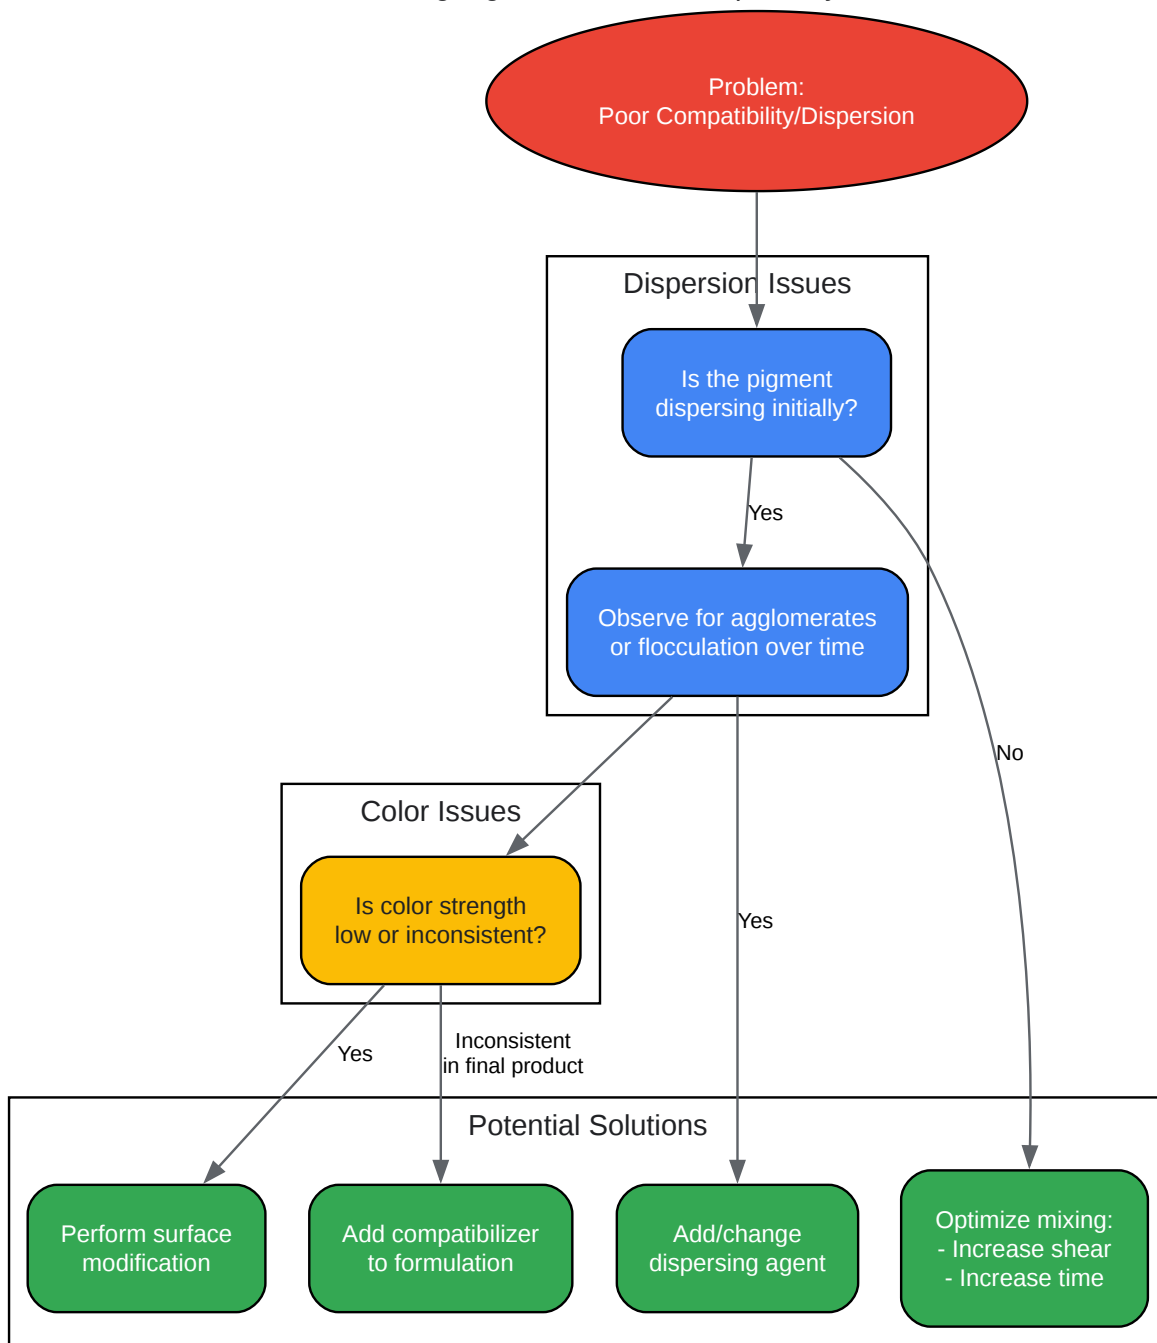 Problem:
Poor Compatibility/Dispersion
Dispersion Issues
Is the pigment
dispersing initially?
Yes
Observe for agglomerates
or flocculation over time
No
Color Issues
Is color strength
low or inconsistent?
Yes
Yes
Inconsistent
in final product
Potential Solutions
Perform surface
modification
Add compatibilizer
to formulation
Add/change
dispersing agent
Optimize mixing:
- Increase shear
- Increase time